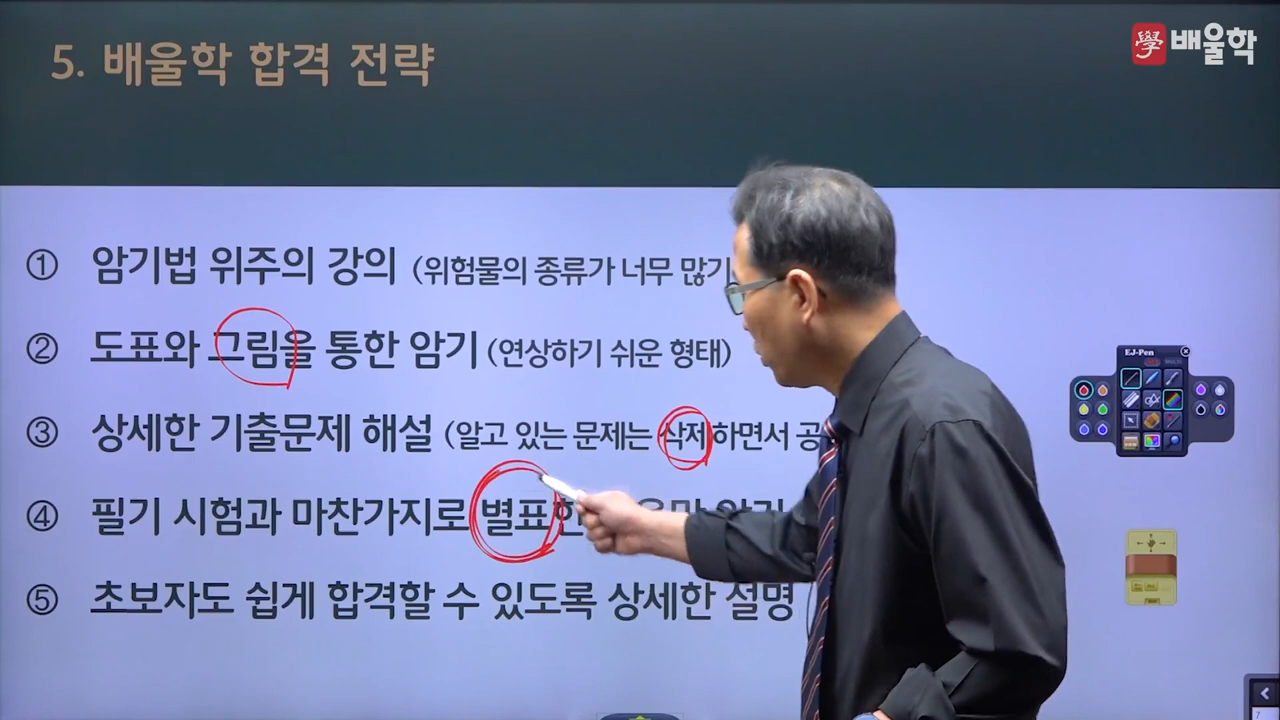 5. 배울학 합격 전략
學 배울학
① 암기법 위주의 강의 (위험물의 종류가 너무 많기
② 도표와 그림을 통한 암기 (연상하기 쉬운 형태)
③ 상세한 기출문제 해설 (알고 있는 문제는 삭제하면서 공
④ 필기 시험과 마찬가지로 별표한
⑤ 초보자도 쉽게 합격할 수 있도록 상세한 설명
EJ-Pen